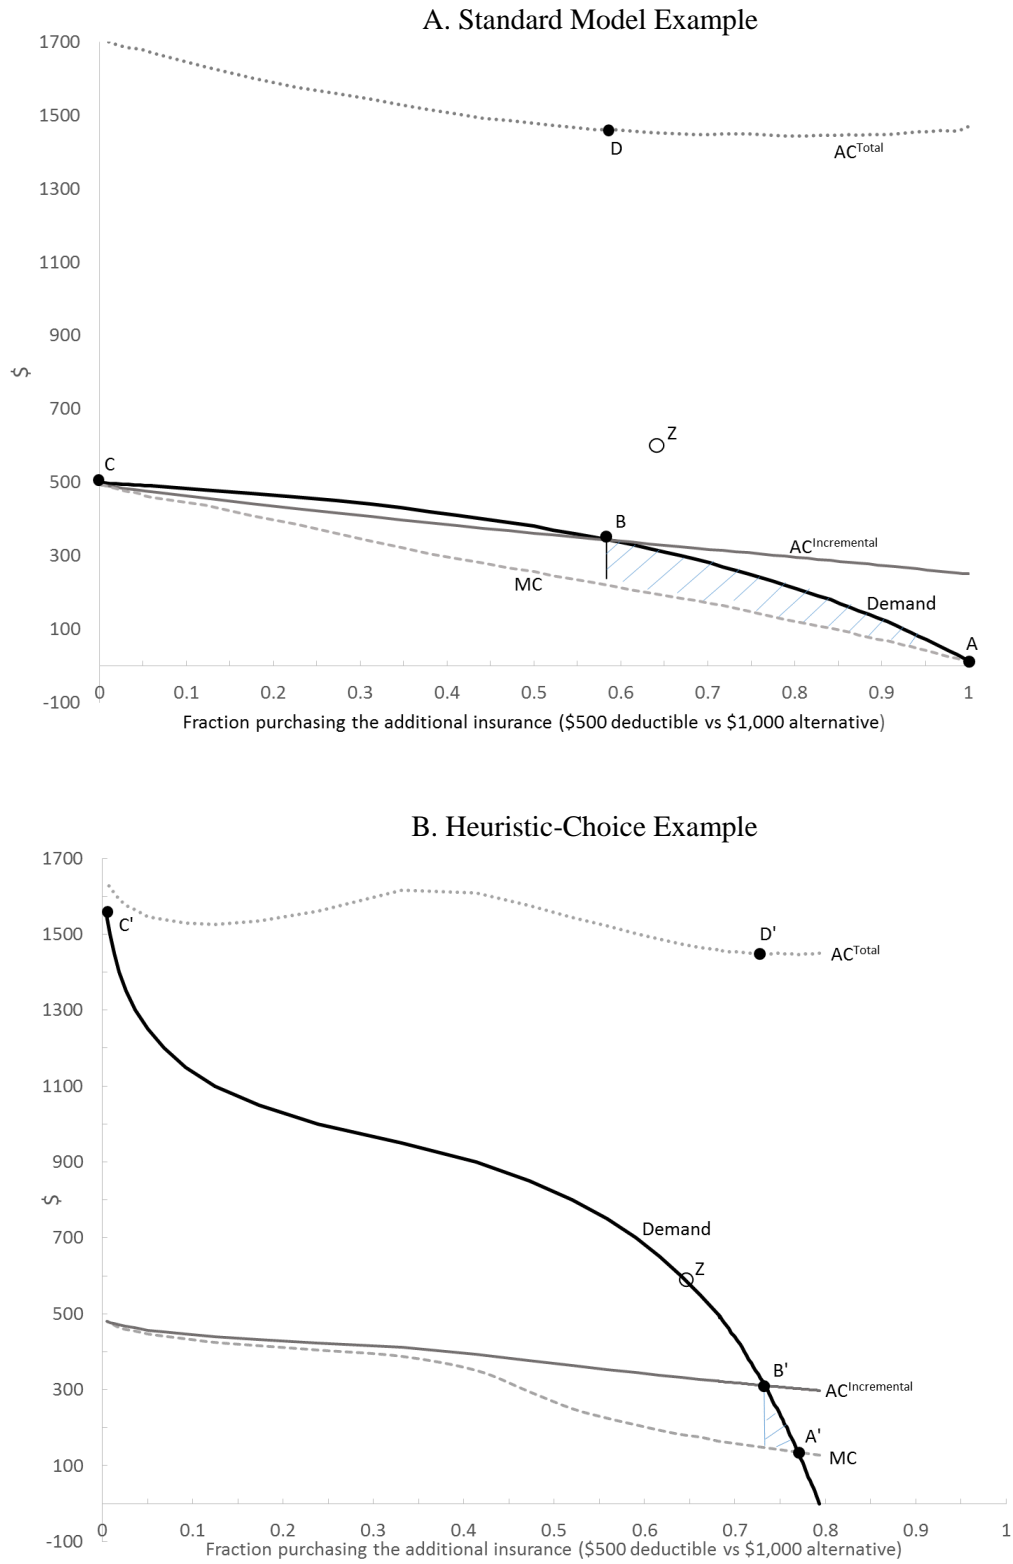 A. Standard Model Example
1700
1500
D
AC^Total
1300
1100
900
$
700
Z
C
500
B
AC^Incremental
300
MC
Demand
100
A
0 0.1 0.2 0.3 0.4 0.5 0.6 0.7 0.8 0.9 1
-100
Fraction purchasing the additional insurance ($500 deductible vs $1,000 alternative)
B. Heuristic-Choice Example
1700
C'
D'
1500
AC^Total
1300
1100
900
$
700
Demand
Z
500
B'
300
AC^Incremental
A'
100
MC
0 0.1 0.2 0.3 0.4 0.5 0.6 0.7 0.8 0.9 1
-100
Fraction purchasing the additional insurance ($500 deductible vs $1,000 alternative)